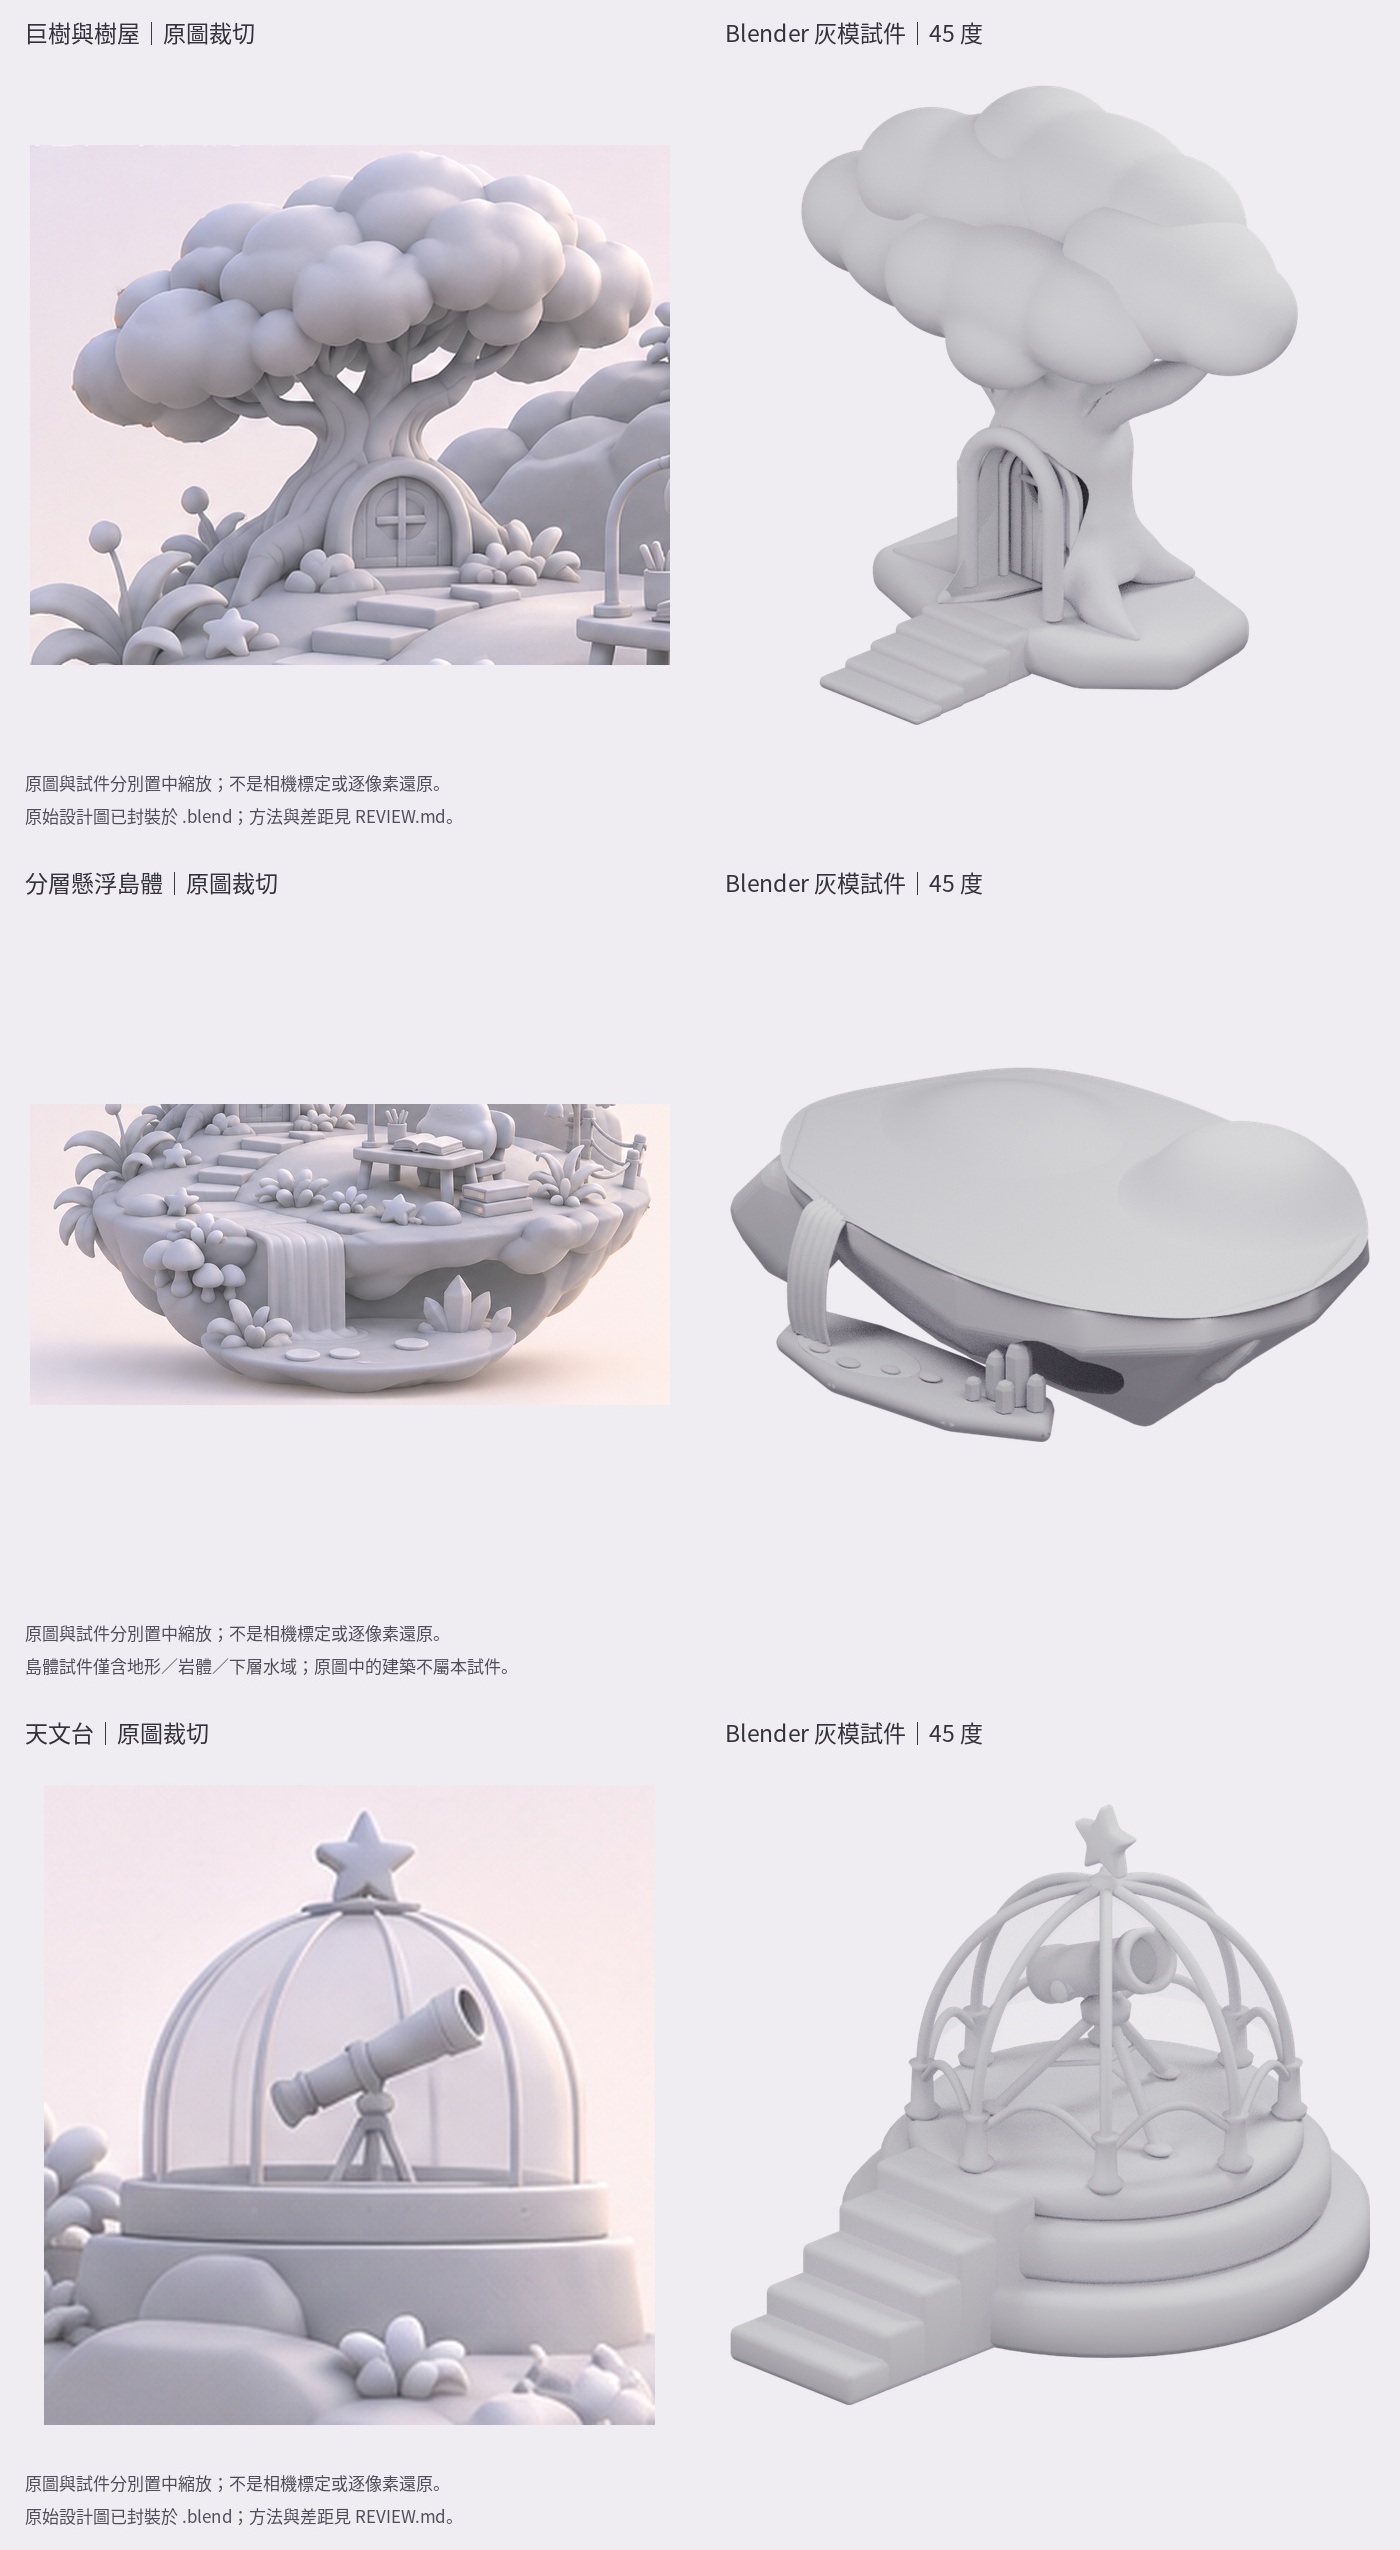 巨樹與樹屋｜原圖裁切
Blender 灰模試件｜45 度
原圖與試件分別置中縮放；不是相機標定或逐像素還原。
原始設計圖已封裝於 .blend；方法與差距見 REVIEW.md。
分層懸浮島體｜原圖裁切
Blender 灰模試件｜45 度
原圖與試件分別置中縮放；不是相機標定或逐像素還原。
島體試件僅含地形／岩體／下層水域；原圖中的建築不屬本試件。
天文台｜原圖裁切
Blender 灰模試件｜45 度
原圖與試件分別置中縮放；不是相機標定或逐像素還原。
原始設計圖已封裝於 .blend；方法與差距見 REVIEW.md。